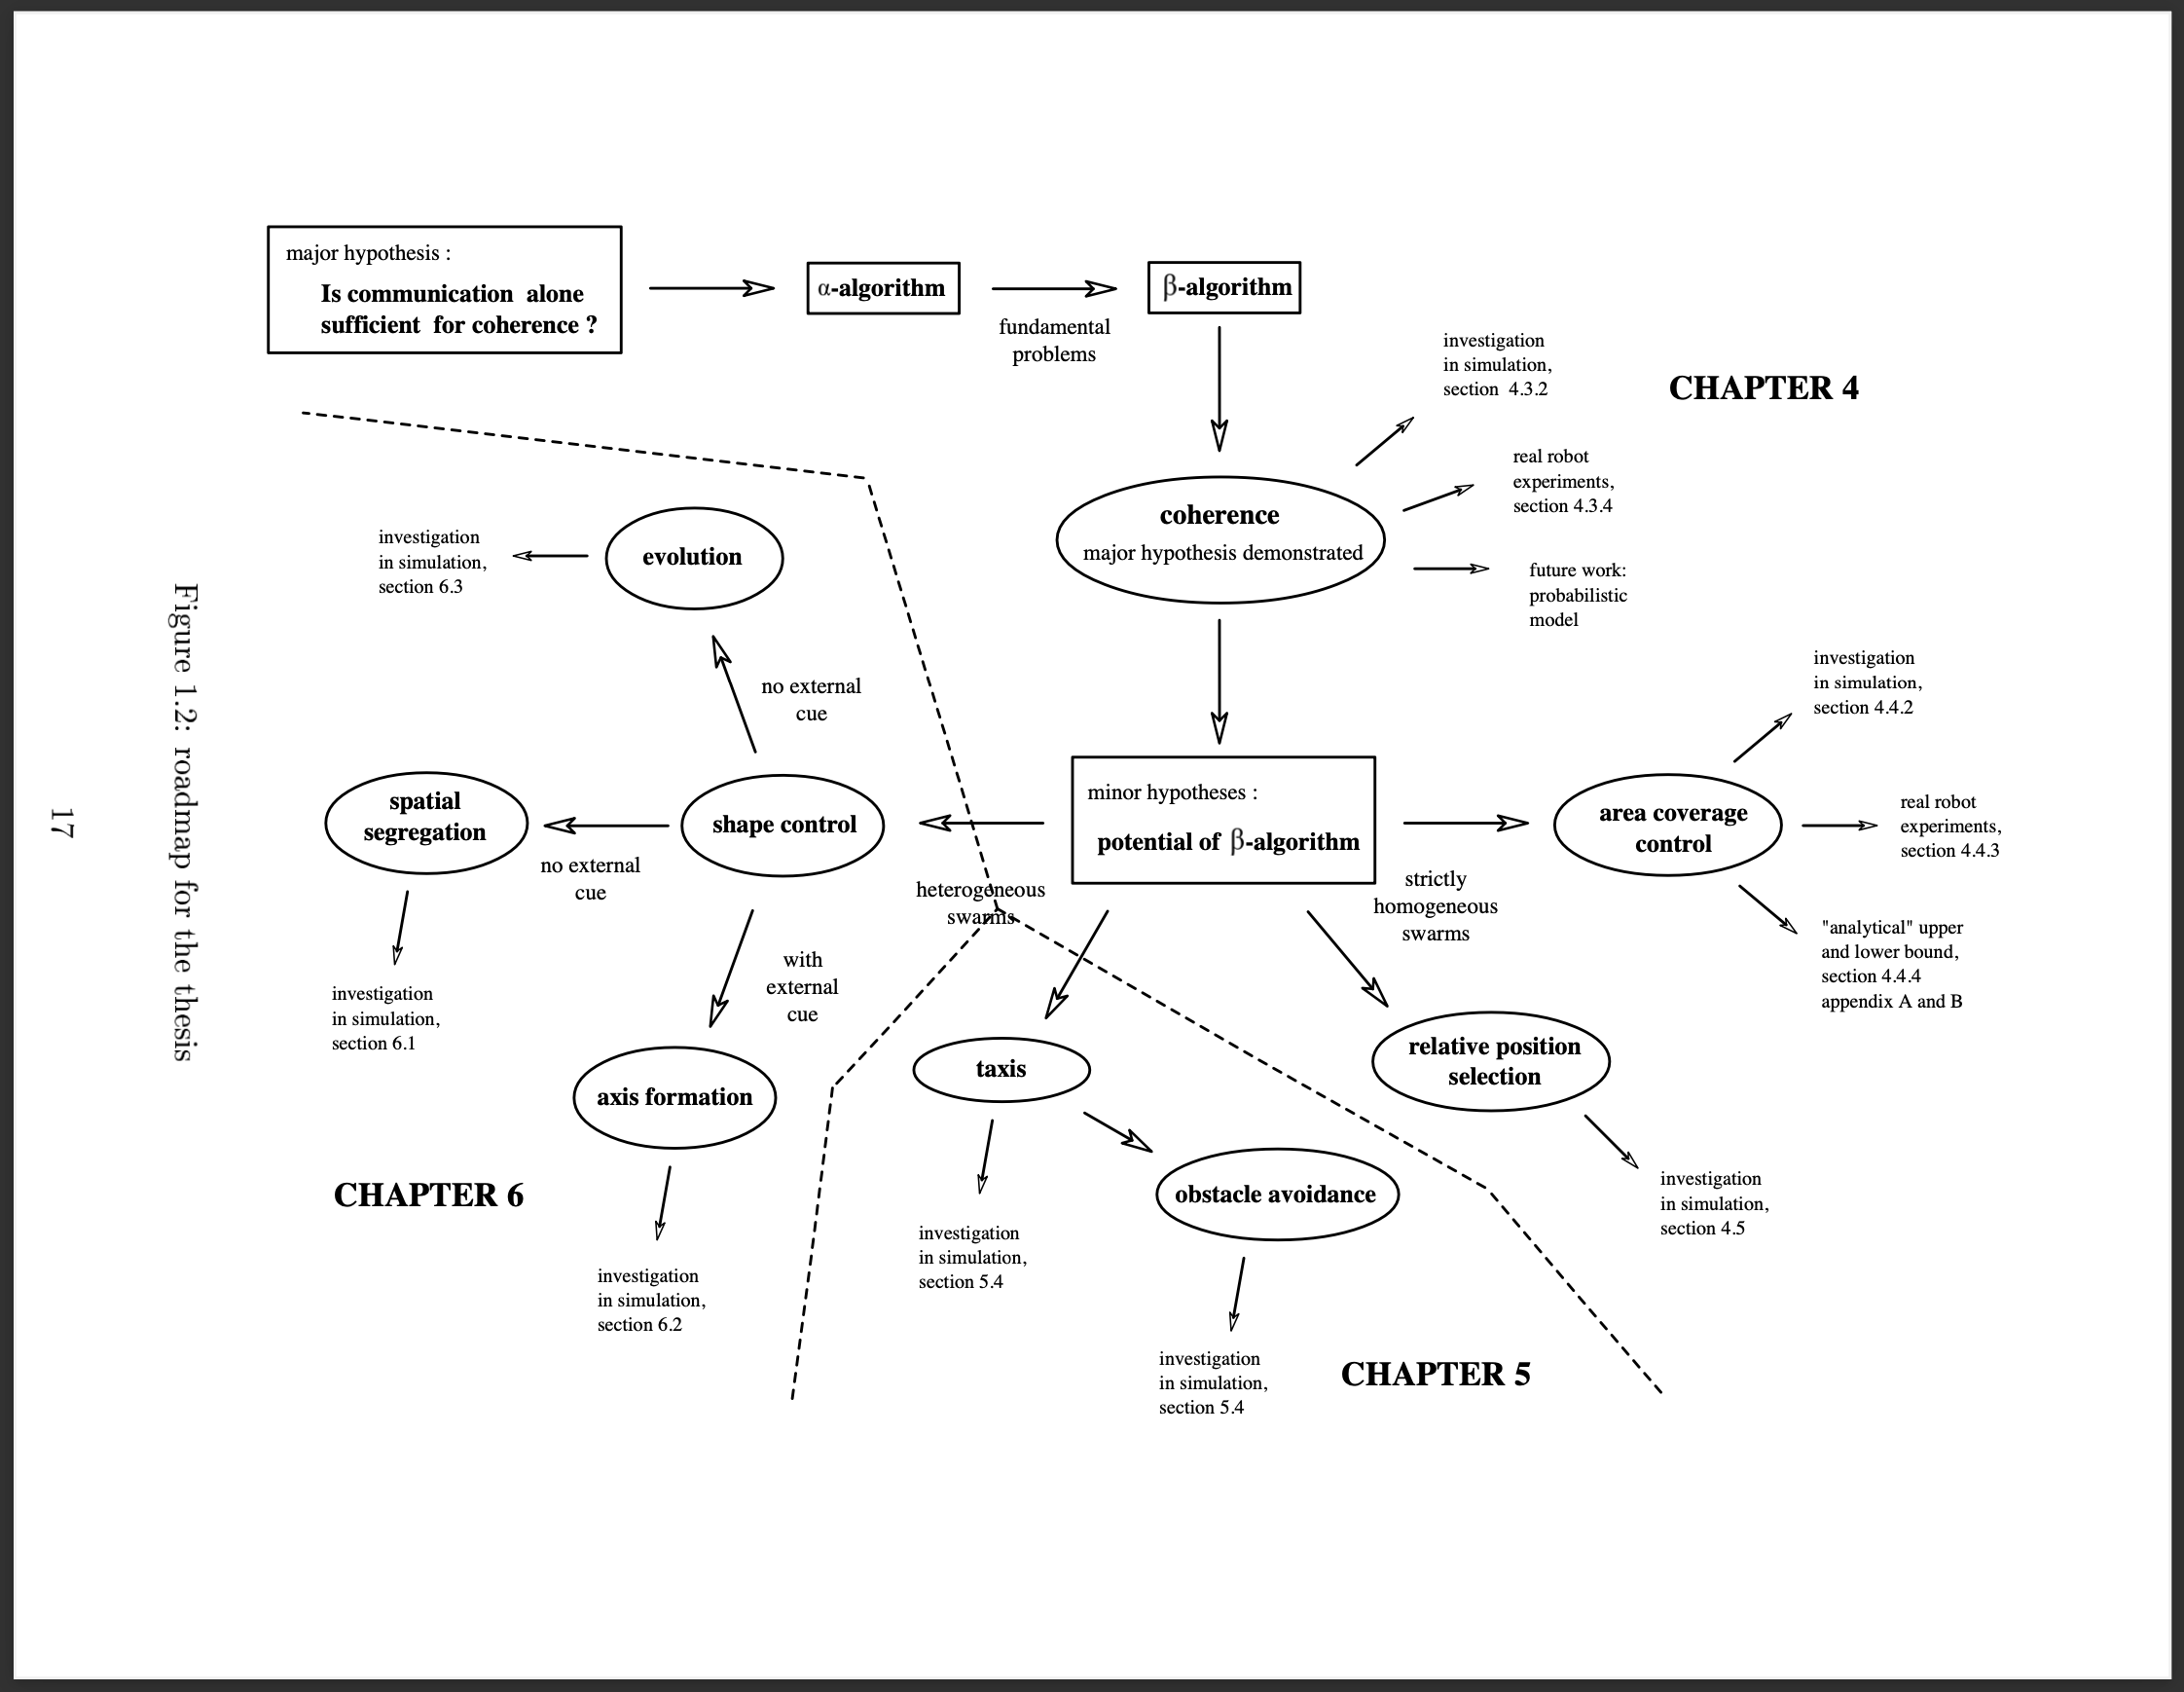 major hypothesis :
Is communication alone
sufficient for coherence ?
α-algorithm
fundamental
problems
β-algorithm
investigation
in simulation,
section 4.3.2
CHAPTER 4
real robot
experiments,
section 4.3.4
coherence
major hypothesis demonstrated
future work:
probabilistic
model
evolution
investigation
in simulation,
section 6.3
no external
cue
spatial
segregation
no external
cue
shape control
heterogeneous
swarms
minor hypotheses :
potential of β-algorithm
strictly
homogeneous
swarms
area coverage
control
investigation
in simulation,
section 4.4.2
real robot
experiments,
section 4.4.3
"analytical" upper
and lower bound,
section 4.4.4
appendix A and B
investigation
in simulation,
section 6.1
with
external
cue
axis formation
CHAPTER 6
investigation
in simulation,
section 6.2
taxis
investigation
in simulation,
section 5.4
obstacle avoidance
investigation
in simulation,
section 5.4
CHAPTER 5
relative position
selection
investigation
in simulation,
section 4.5
Figure 1.2: roadmap for the thesis
17